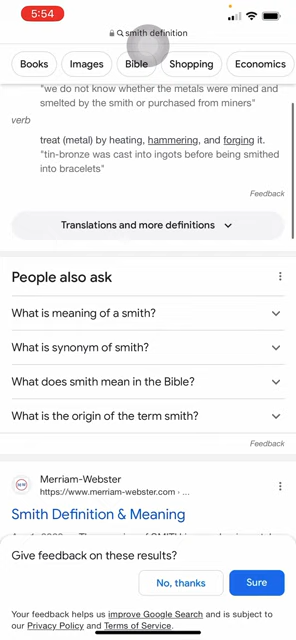 5:54
smith definition
Books
Images
Bible
Shopping
Economics
"we do not know whether the metals were mined and
smelted by the smith or purchased from miners"
verb
treat (metal) by heating, hammering, and forging it.
"tin-bronze was cast into ingots before being smithed
into bracelets"
Feedback
Translations and more definitions
People also ask
What is meaning of a smith?
What is synonym of smith?
What does smith mean in the Bible?
What is the origin of the term smith?
Feedback
Merriam-Webster
https://www.merriam-webster.com · ...
Smith Definition & Meaning
Give feedback on these results?
No, thanks
Sure
Your feedback helps us improve Google Search and is subject to
our Privacy Policy and Terms of Service.